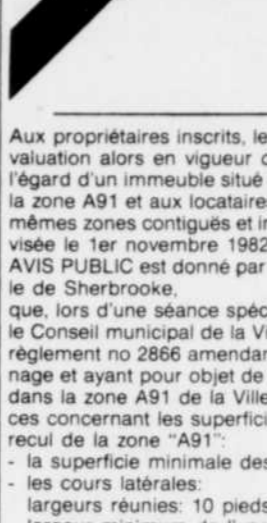 Aux propriétaires inscrits, le
valuation alors en vigueur
l'égard d'un immeuble situé
la zone A91 et aux locataires
mêmes zones contiguës et
visée le 1er novembre 1982
AVIS PUBLIC est donné par
le de Sherbrooke,
que, lors d'une séance spéc
le Conseil municipal de la Vi
règlement no 2866 amendan
nage et ayant pour objet de
dans la zone A91 de la Ville
ces concernant les superfici
recul de la zone "A91":
- la superficie minimale des
- les cours latérales:
largeurs réunies: 10 pieds